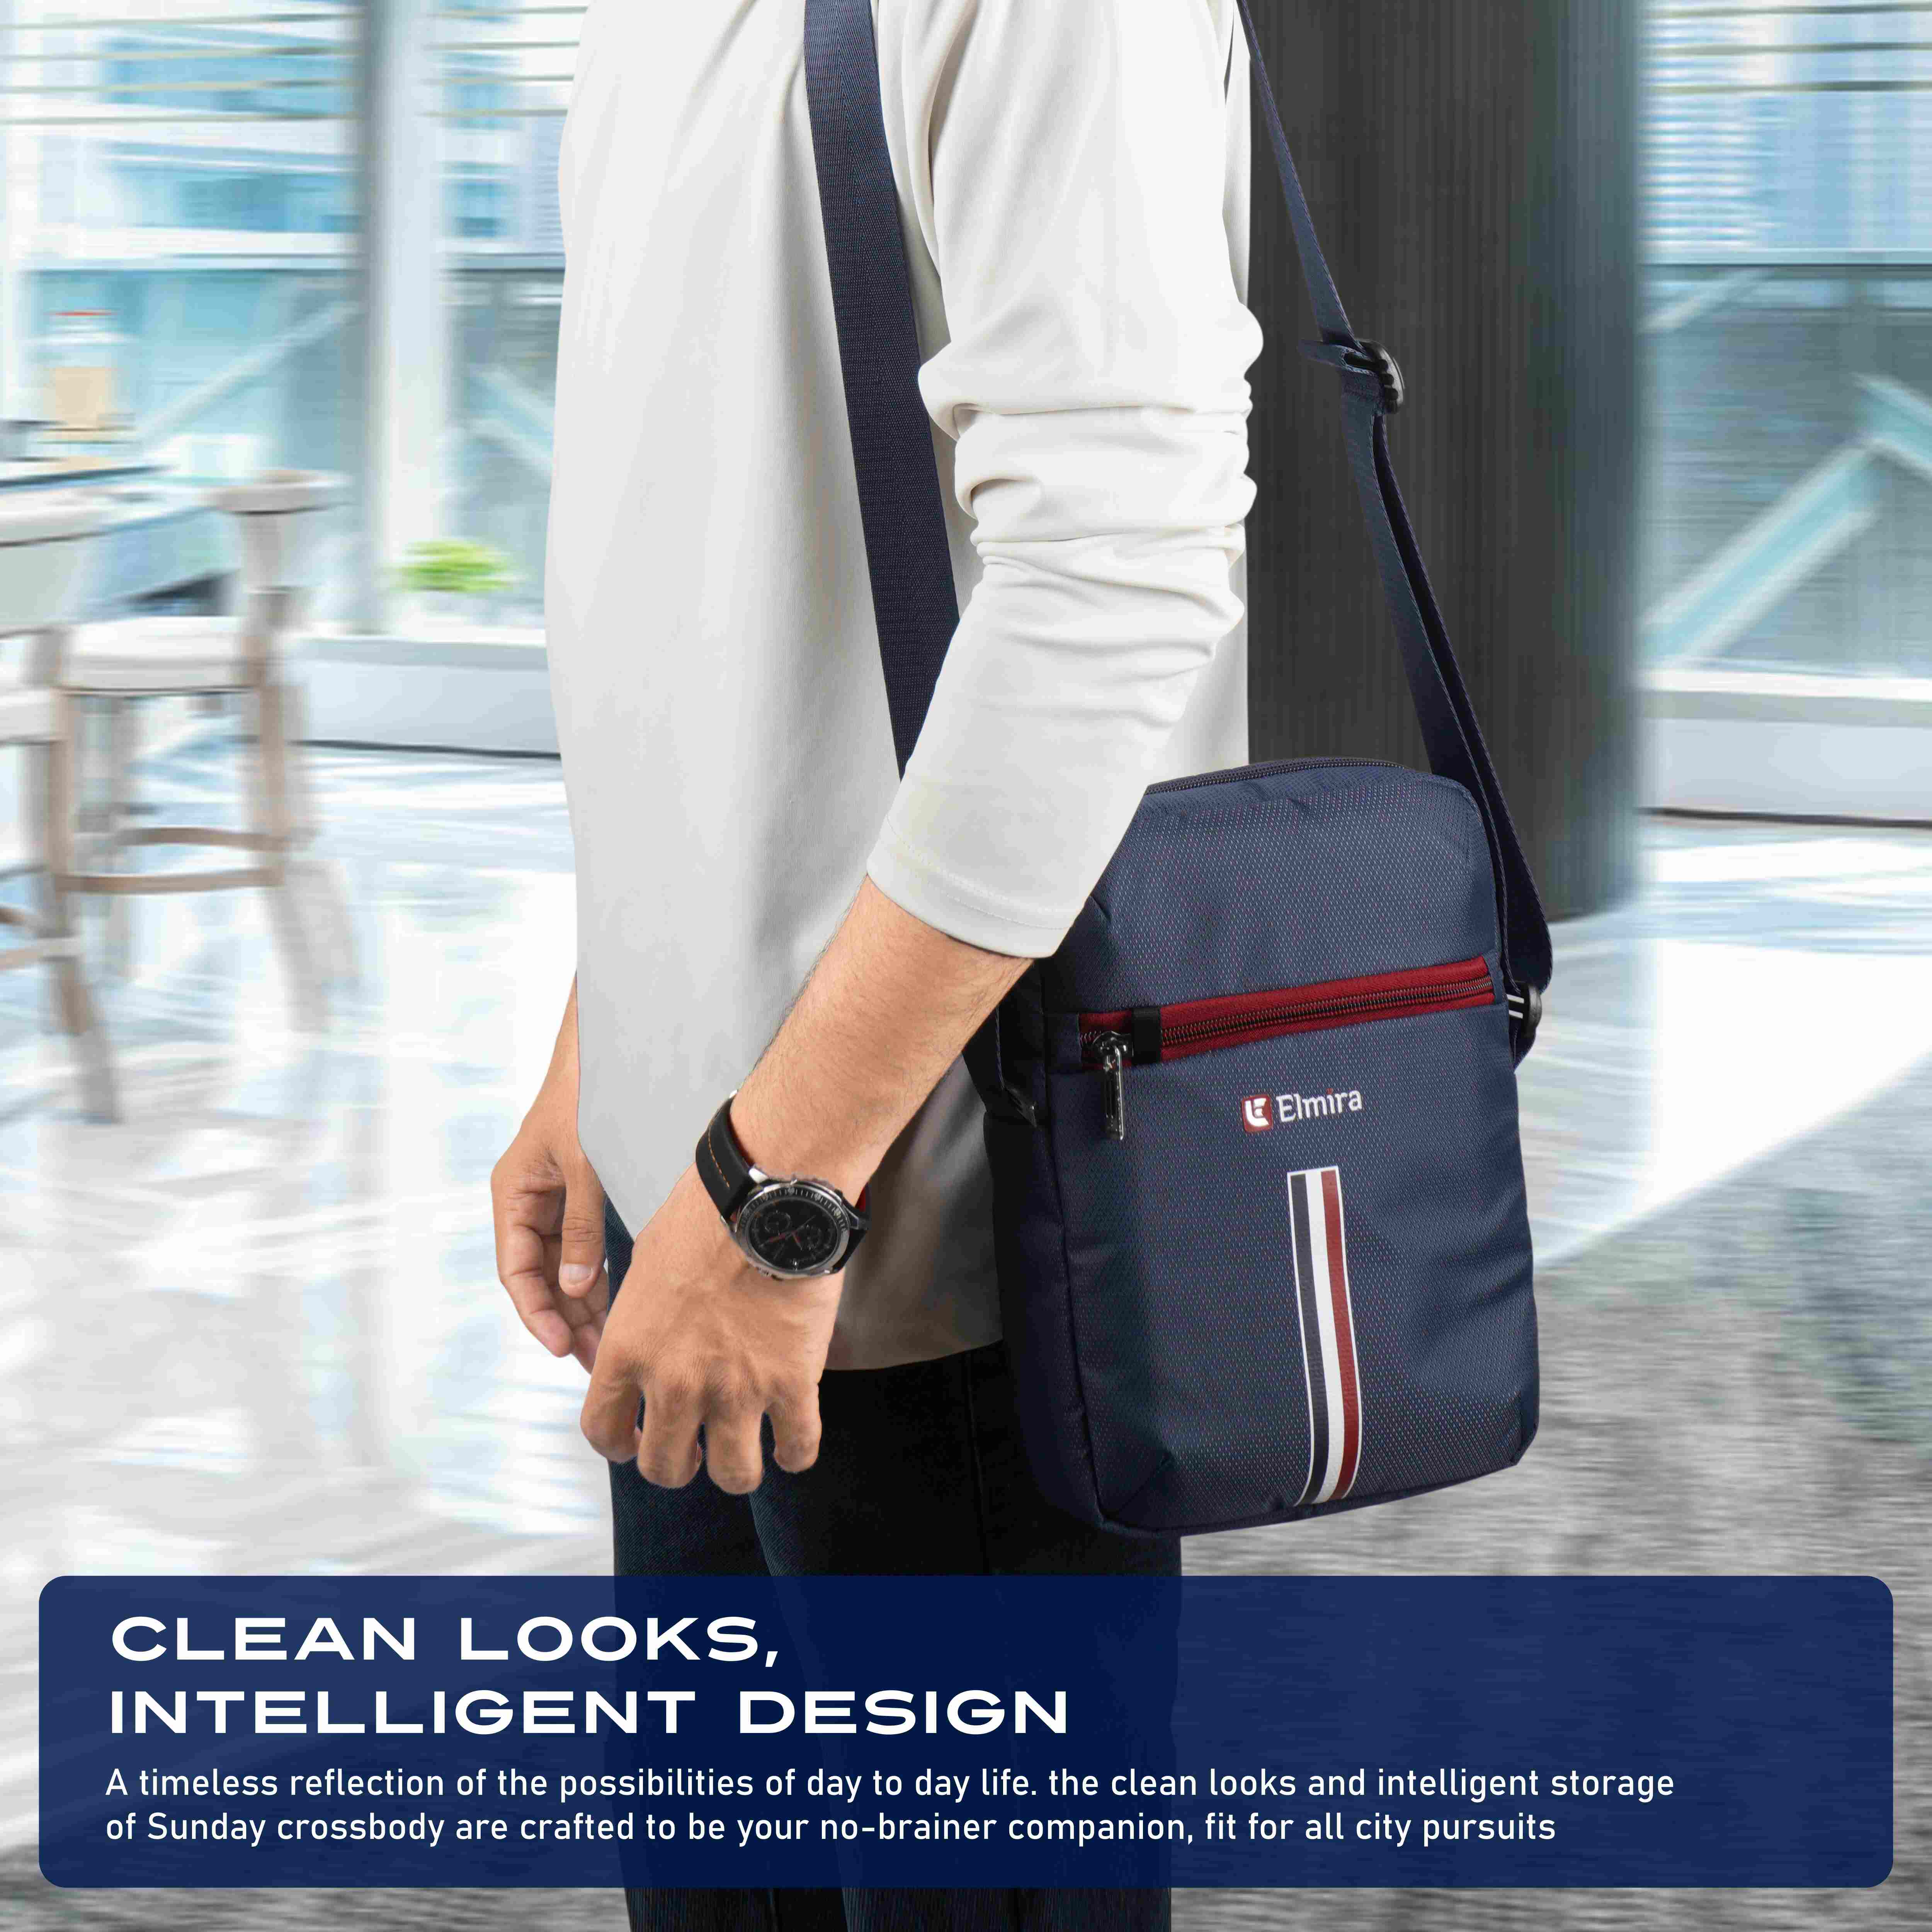 Elmira
CLEAN LOOKS,
INTELLIGENT DESIGN
A timeless reflection of the possibilities of day to day life. the clean looks and intelligent storage
of Sunday crossbody are crafted to be your no-brainer companion, fit for all city pursuits